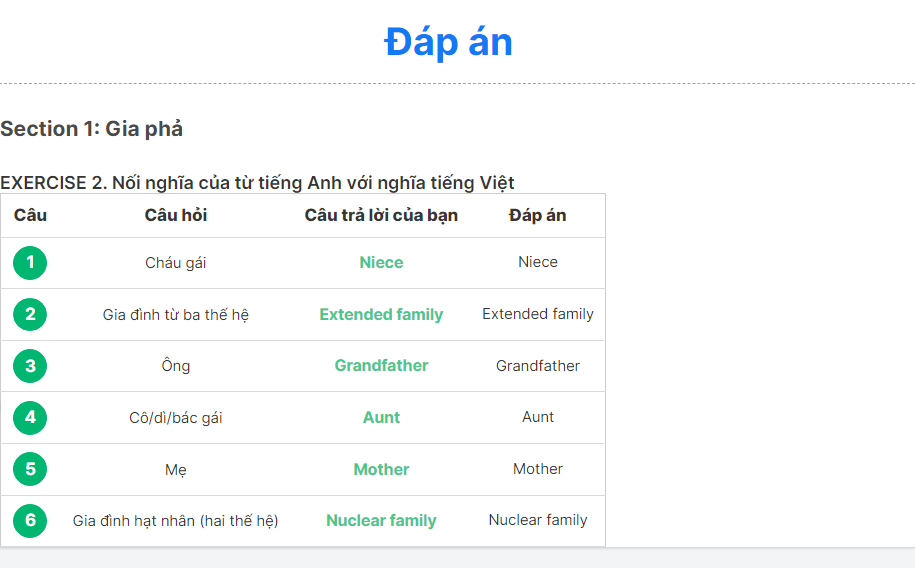 Đáp án
Section 1: Gia phả
EXERCISE 2. Nối nghĩa của từ tiếng Anh với nghĩa tiếng Việt
Câu Câu hỏi Câu trả lời của bạn Đáp án
1 Cháu gái Niece Niece
2 Gia đình từ ba thế hệ Extended family Extended family
3 Ông Grandfather Grandfather
4 Cô/dì/bác gái Aunt Aunt
5 Mẹ Mother Mother
6 Gia đình hạt nhân (hai thế hệ) Nuclear family Nuclear family